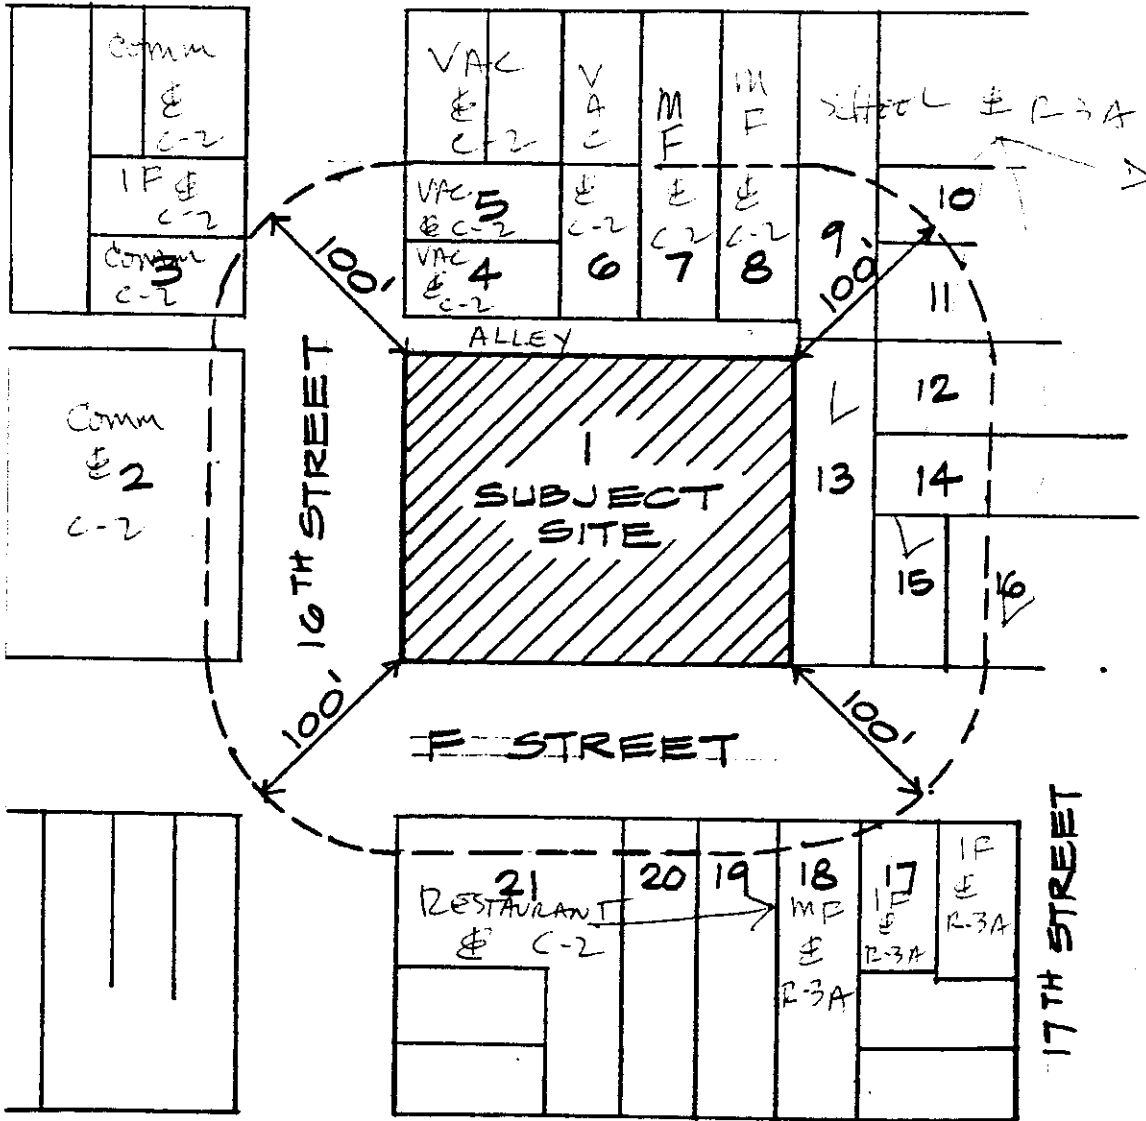 Comm
&
C-2
1F &
C-2
Comm
3
C-2
VAC
&
C-2
VAC
5
& C-2
VAC
4
&
C-2
VAC
&
C-2
6
MF
&
C-2
7
MF
&
C-2
8
SCHOOL & R-3A
9
10
11
100'
100'
ALLEY
Comm
& 2
C-2
16TH STREET
1
SUBJECT
SITE
12
13
14
15
16
100'
100'
F STREET
21
RESTAURANT
& C-2
20
19
18
MF
&
R-3A
17
1F
&
R-3A
1F
&
R-3A
17TH STREET